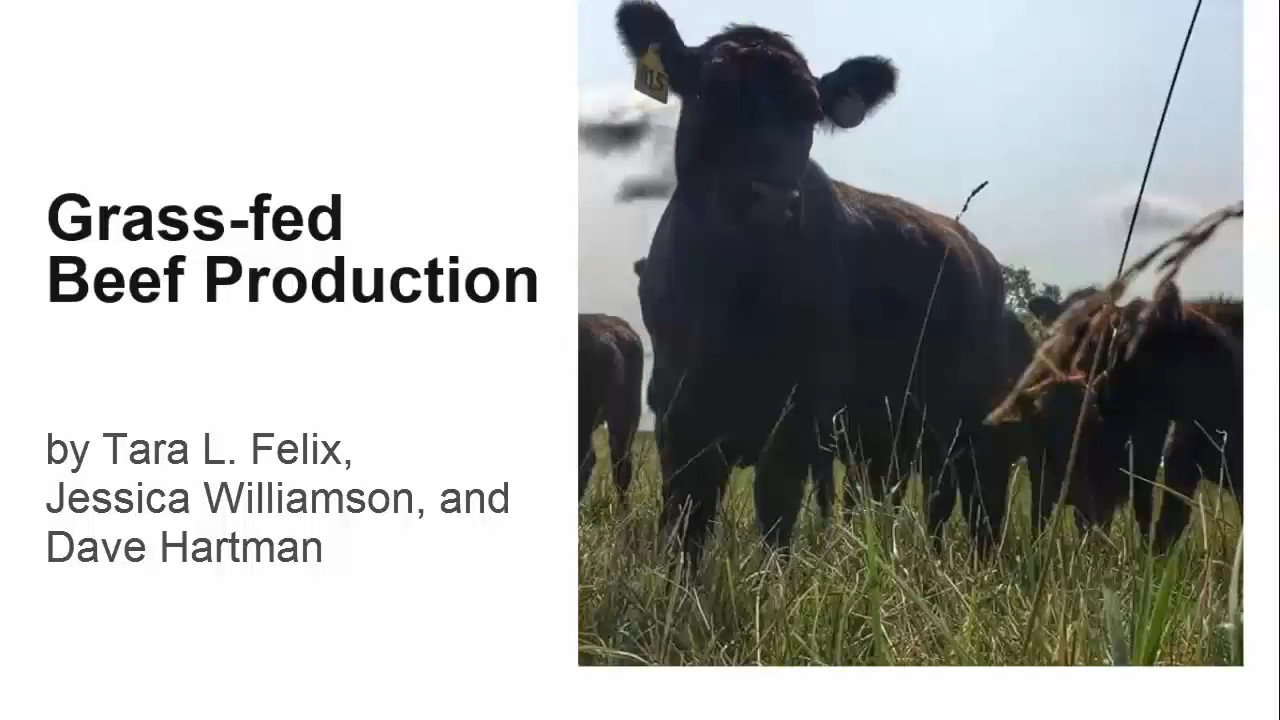 Grass-fed
Beef Production
by Tara L. Felix,
Jessica Williamson, and
Dave Hartman